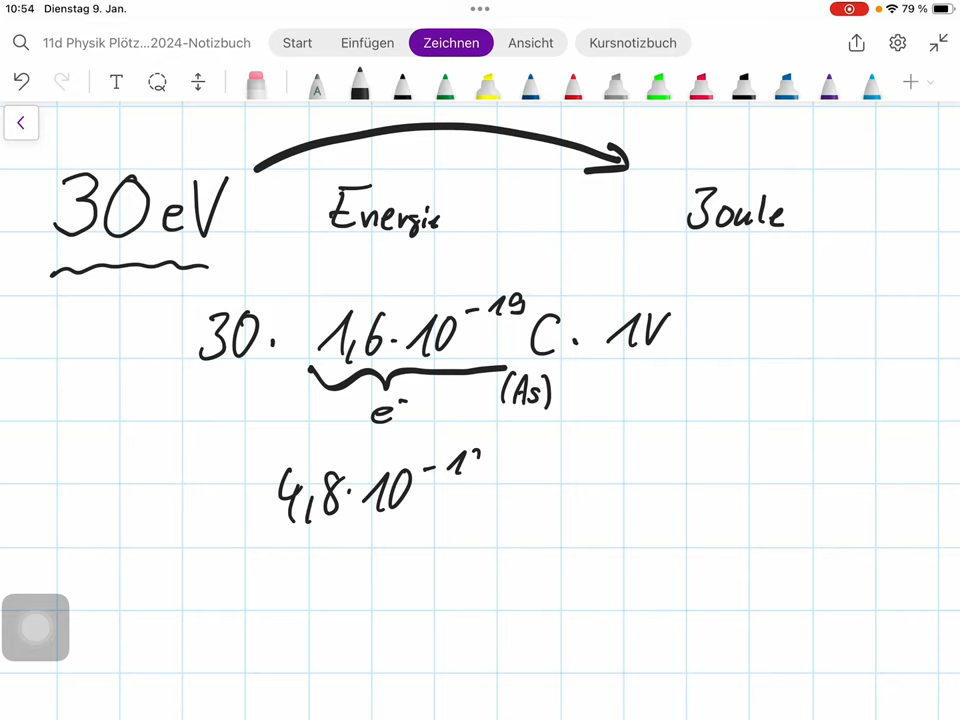 10:54 Dienstag 9. Jan.
79 %
11d Physik Plötz...2024-Notizbuch
Start Einfügen Zeichnen Ansicht Kursnotizbuch
T
A
30 eV Energie Joule
30 · 1,6 · 10⁻¹⁹ C · 1V
(As)
e⁻
4,8 · 10⁻¹